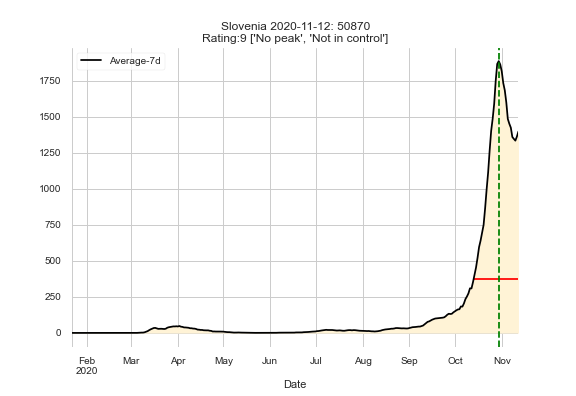 Slovenia 2020-11-12: 50870
Rating:9 ['No peak', 'Not in control']
Average-7d
1750
1500
1250
1000
750
500
250
0
Feb Mar Apr May Jun Jul Aug Sep Oct Nov
2020
Date